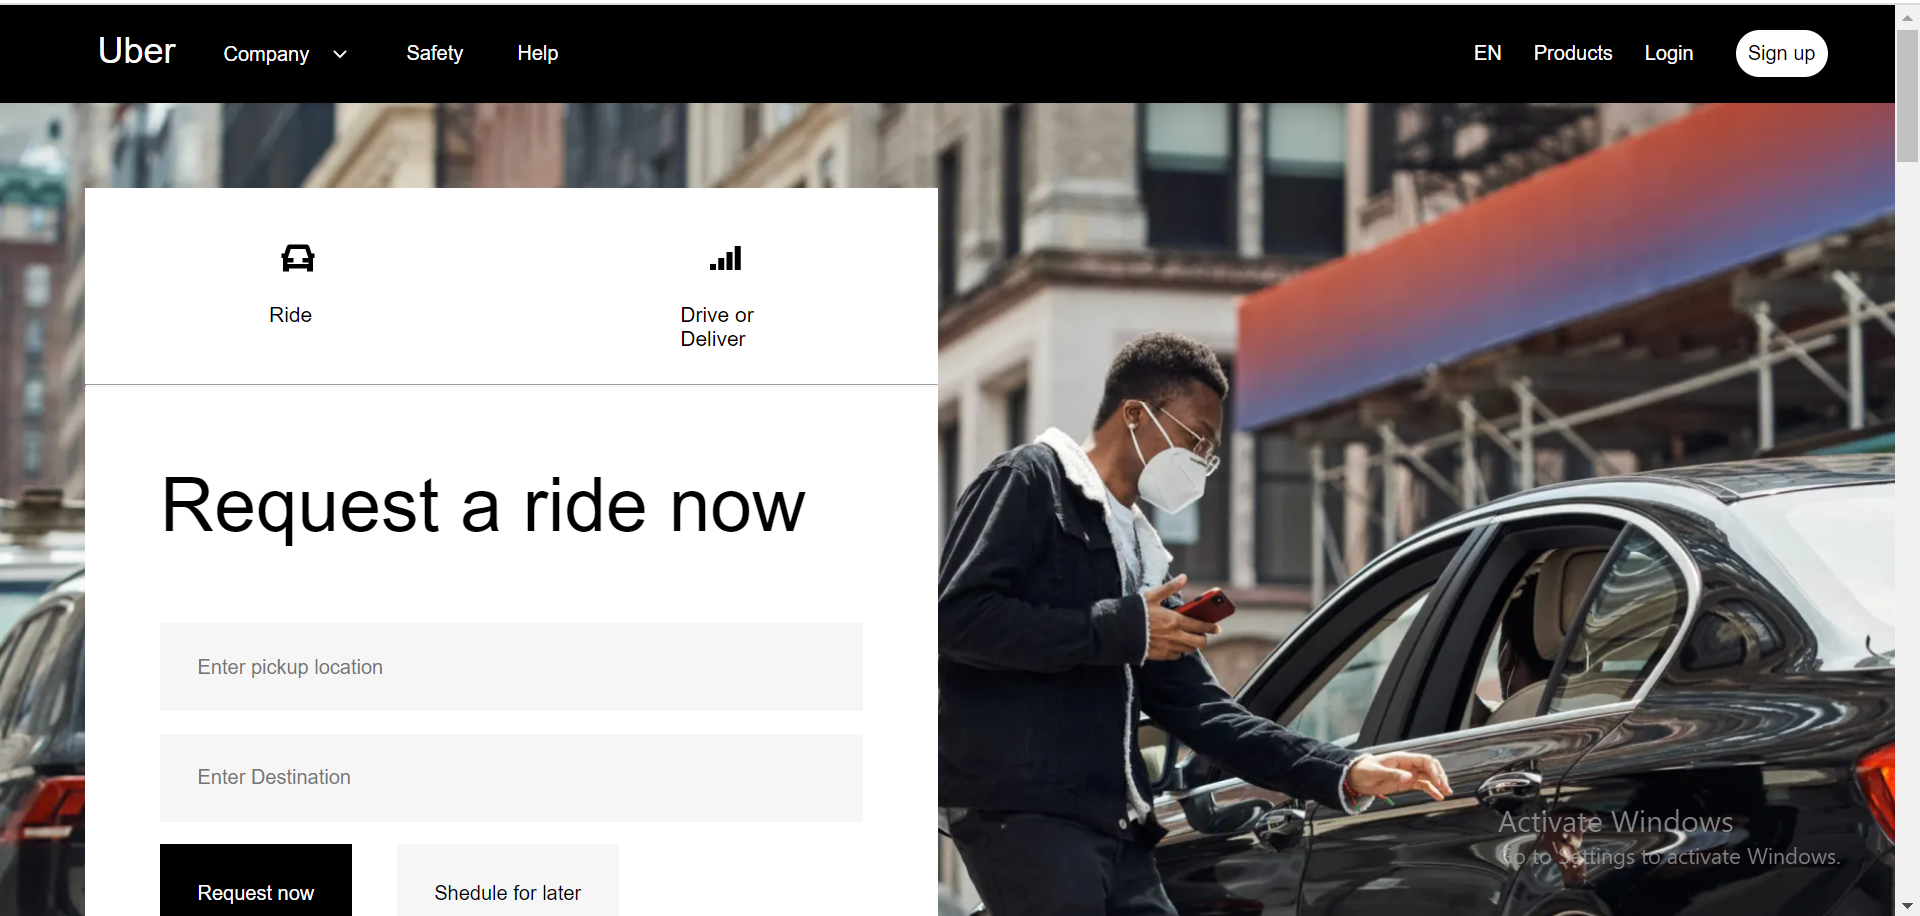 Uber Company Safety Help EN Products Login Sign up
Ride
Drive or
Deliver
Request a ride now
Enter pickup location
Enter Destination
Request now Shedule for later
Activate Windows
Go to Settings to activate Windows.